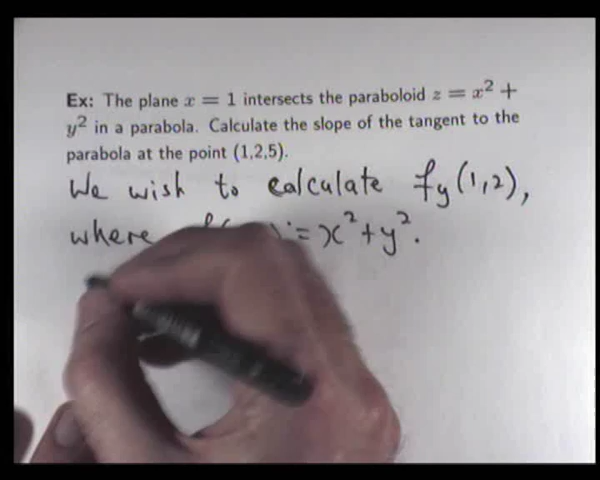 Ex: The plane x = 1 intersects the paraboloid z = x² +
y² in a parabola. Calculate the slope of the tangent to the
parabola at the point (1,2,5).
We wish to calculate f_y(1,2),
where = x² + y².